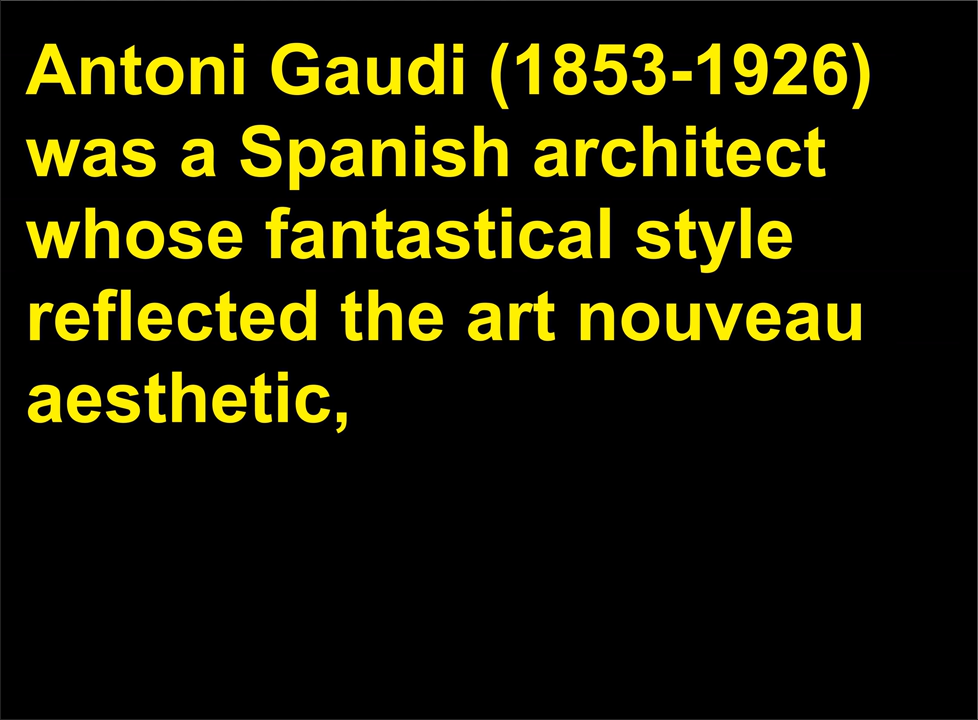 Antoni Gaudi (1853-1926)
was a Spanish architect
whose fantastical style
reflected the art nouveau
aesthetic,